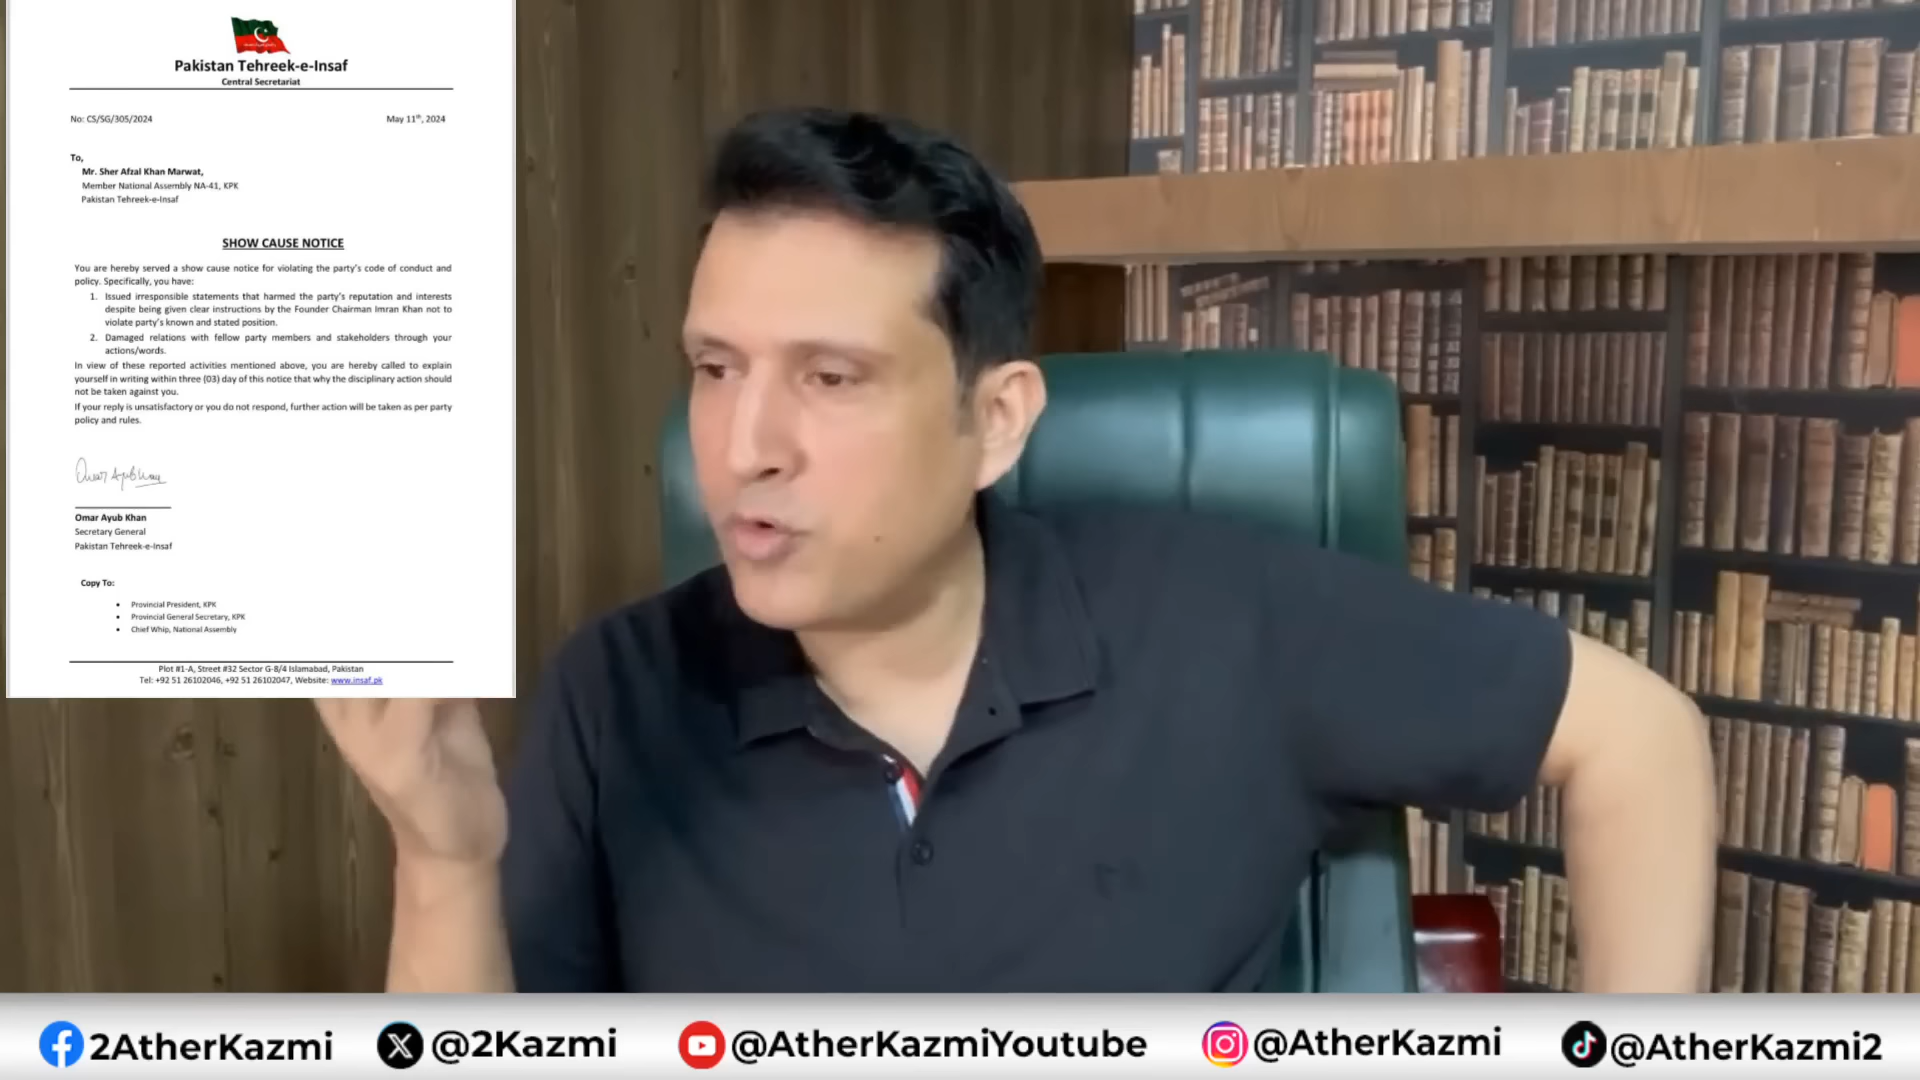 Pakistan Tehreek-e-Insaf
Central Secretariat
No: CS/SG/305/2024
May 11th, 2024
To,
Mr. Sher Afzal Khan Marwat,
Member National Assembly NA-41, KPK
Pakistan Tehreek-e-Insaf
SHOW CAUSE NOTICE
You are hereby served a show cause notice for violating the party's code of conduct and
policy. Specifically, you have:
1. Issued irresponsible statements that harmed the party's reputation and interests
despite being given clear instructions by the Founder Chairman Imran Khan not to
violate party's known and stated position.
2. Damaged relations with fellow party members and stakeholders through your
actions/words.
In view of these reported activities mentioned above, you are hereby called to explain
yourself in writing within three (03) day of this notice that why the disciplinary action should
not be taken against you.
If your reply is unsatisfactory or you do not respond, further action will be taken as per party
policy and rules.
Omar Ayub Khan
Omar Ayub Khan
Secretary General
Pakistan Tehreek-e-Insaf
Copy To:
• Provincial President, KPK
• Provincial General Secretary, KPK
• Chief Whip, National Assembly
Plot #1-A, Street #32 Sector G-8/4 Islamabad, Pakistan
Tel: +92 51 26102046, +92 51 26102047, Website: www.insaf.pk
2AtherKazmi
@2Kazmi
@AtherKazmiYoutube
@AtherKazmi
@AtherKazmi2